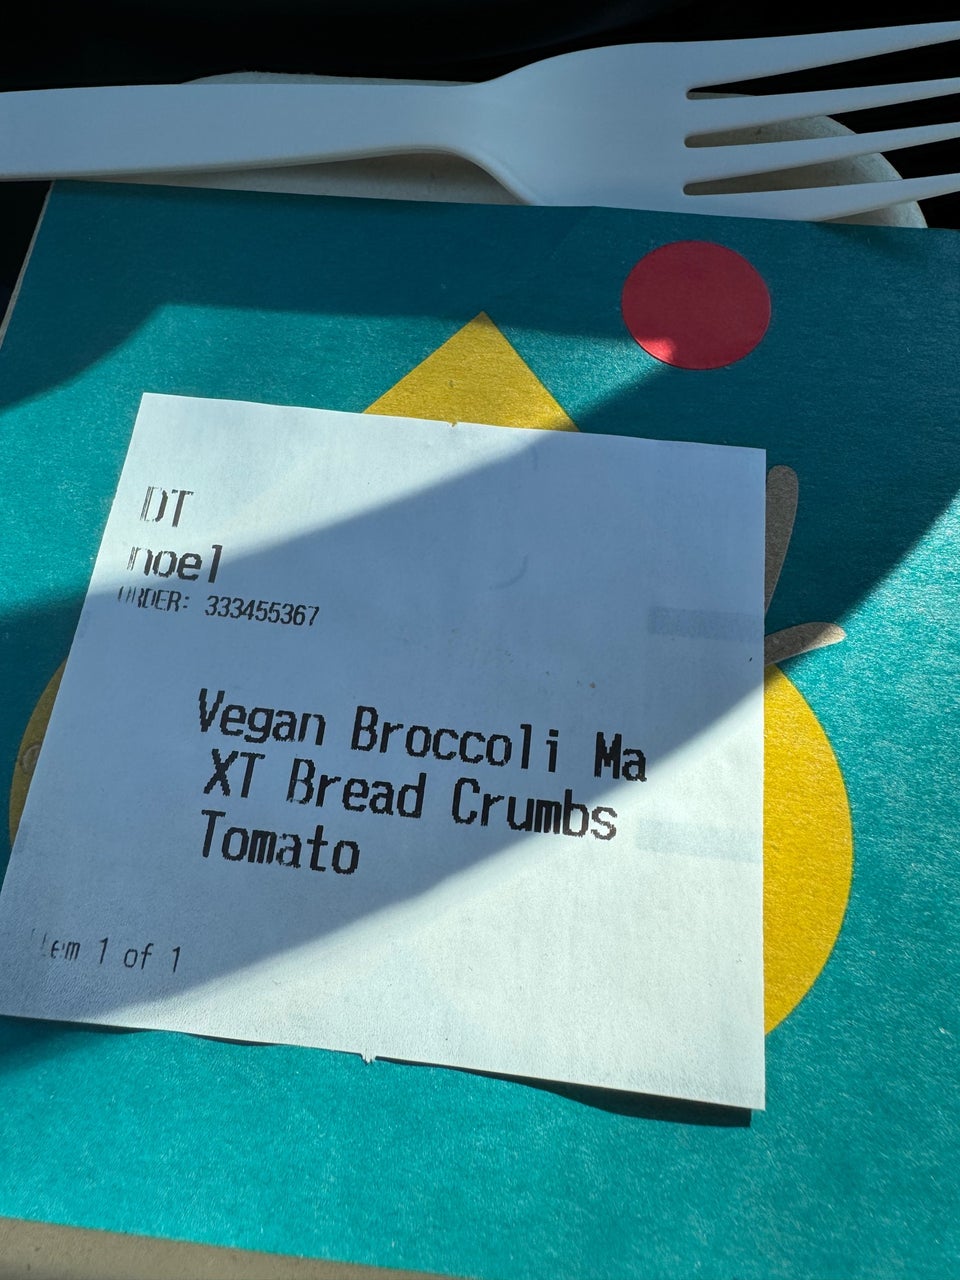 DT
noel
ORDER: 333455367
Vegan Broccoli Ma
XT Bread Crumbs
Tomato
Item 1 of 1